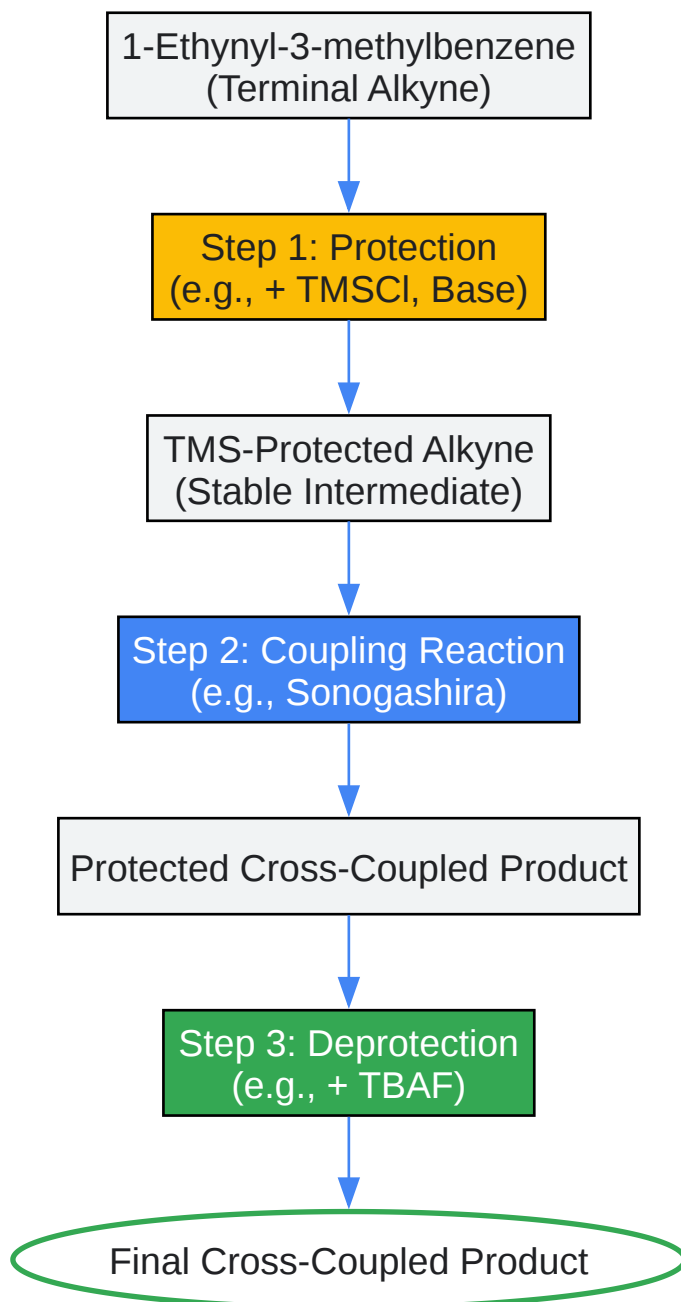 1-Ethynyl-3-methylbenzene
(Terminal Alkyne)
Step 1: Protection
(e.g., + TMSCl, Base)
TMS-Protected Alkyne
(Stable Intermediate)
Step 2: Coupling Reaction
(e.g., Sonogashira)
Protected Cross-Coupled Product
Step 3: Deprotection
(e.g., + TBAF)
Final Cross-Coupled Product